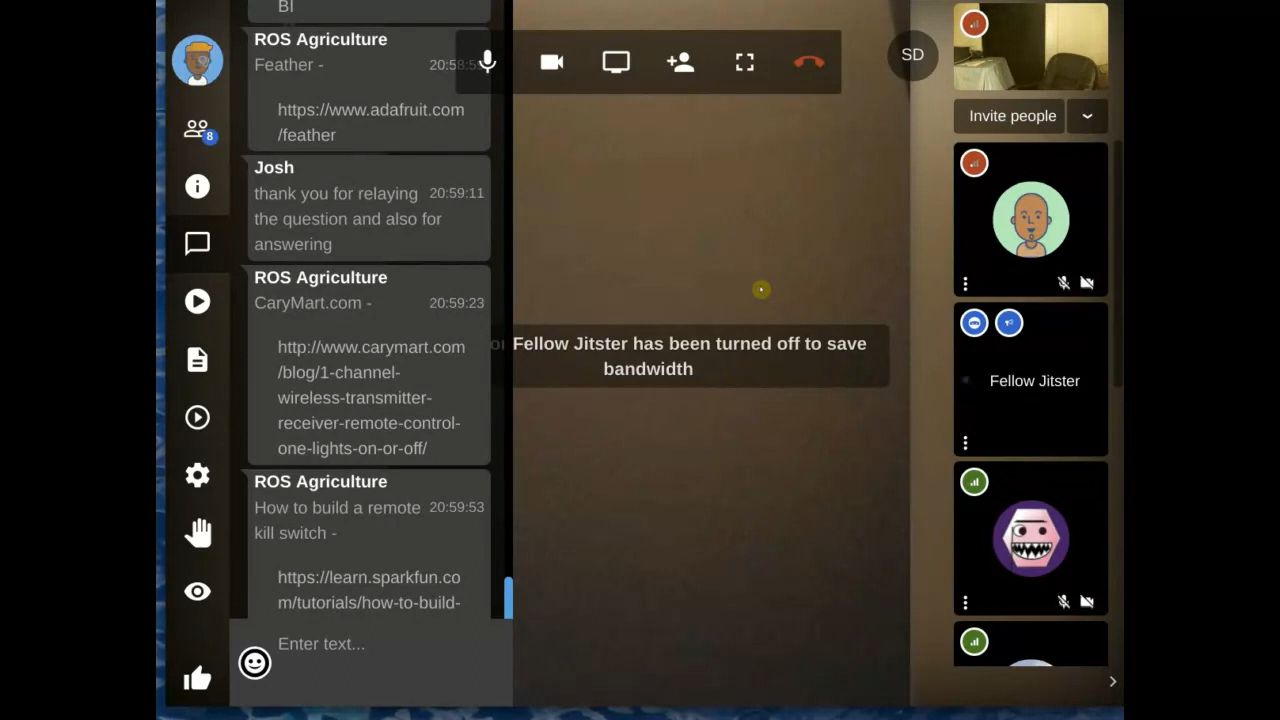 BI
ROS Agriculture
Feather -
20:58:5
https://www.adafruit.com
/feather
Josh
thank you for relaying 20:59:11
the question and also for
answering
ROS Agriculture
CaryMart.com - 20:59:23
http://www.carymart.com
/blog/1-channel-
wireless-transmitter-
receiver-remote-control-
one-lights-on-or-off/
ROS Agriculture
How to build a remote 20:59:53
kill switch -
https://learn.sparkfun.co
m/tutorials/how-to-build-
Enter text...
8
Fellow Jitster has been turned off to save
bandwidth
SD
Invite people
Fellow Jitster